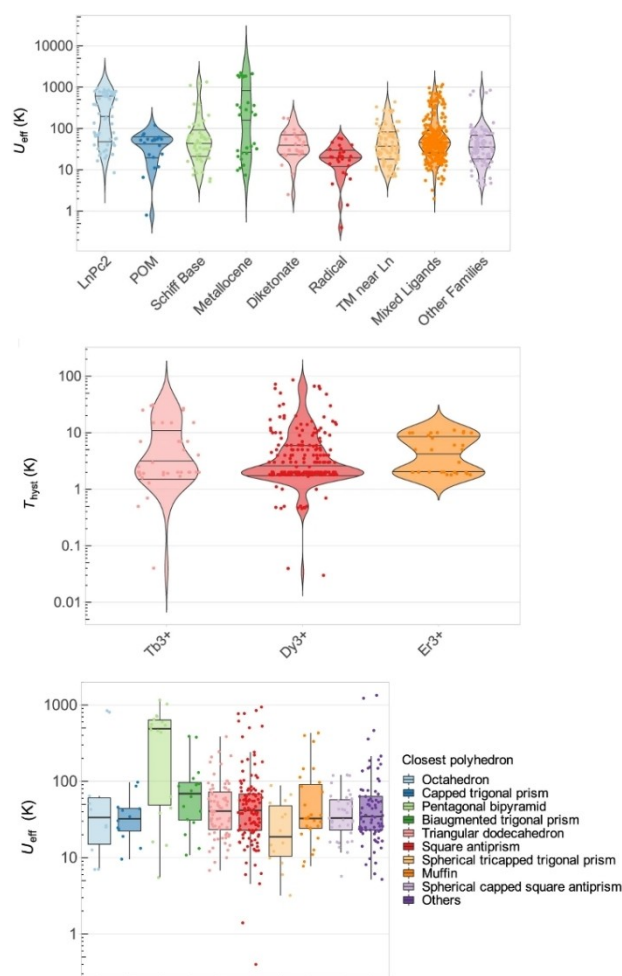 10000
1000
100
10
1
U eff (K)
LnPc2
POM
Schiff Base
Metallocene
Diketonate
Radical
TM near Ln
Mixed Ligands
Other Families
100
10
1
0.1
0.01
T hyst (K)
Tb3+
Dy3+
Er3+
1000
100
10
1
U eff (K)
Closest polyhedron
Octahedron
Capped trigonal prism
Pentagonal bipyramid
Biaugmented trigonal prism
Triangular dodecahedron
Square antiprism
Spherical tricapped trigonal prism
Muffin
Spherical capped square antiprism
Others